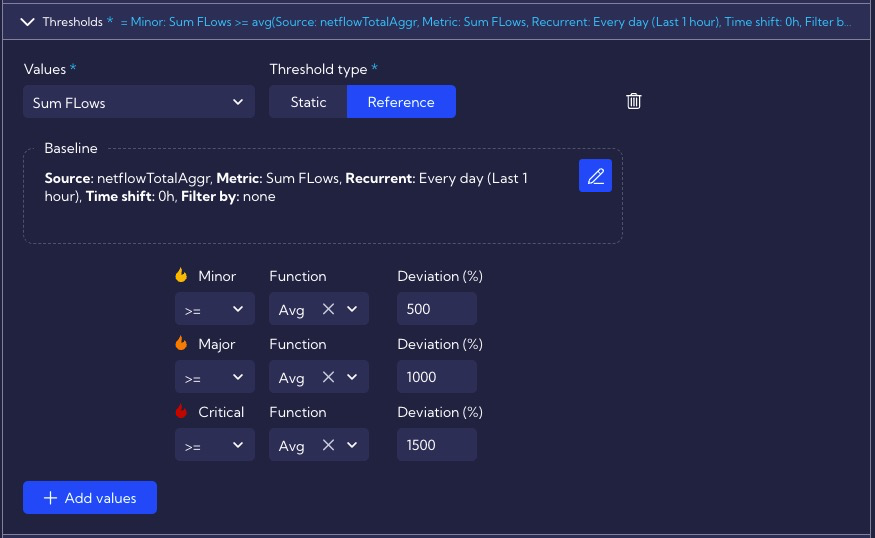 Thresholds * = Minor: Sum FLows >= avg(Source: netflowTotalAggr, Metric: Sum FLows, Recurrent: Every day (Last 1 hour), Time shift: 0h, Filter b...
Values * Threshold type *
Sum FLows Static Reference
Baseline
Source: netflowTotalAggr, Metric: Sum FLows, Recurrent: Every day (Last 1
hour), Time shift: 0h, Filter by: none
Minor Function Deviation (%)
>= Avg 500
Major Function Deviation (%)
>= Avg 1000
Critical Function Deviation (%)
>= Avg 1500
+ Add values